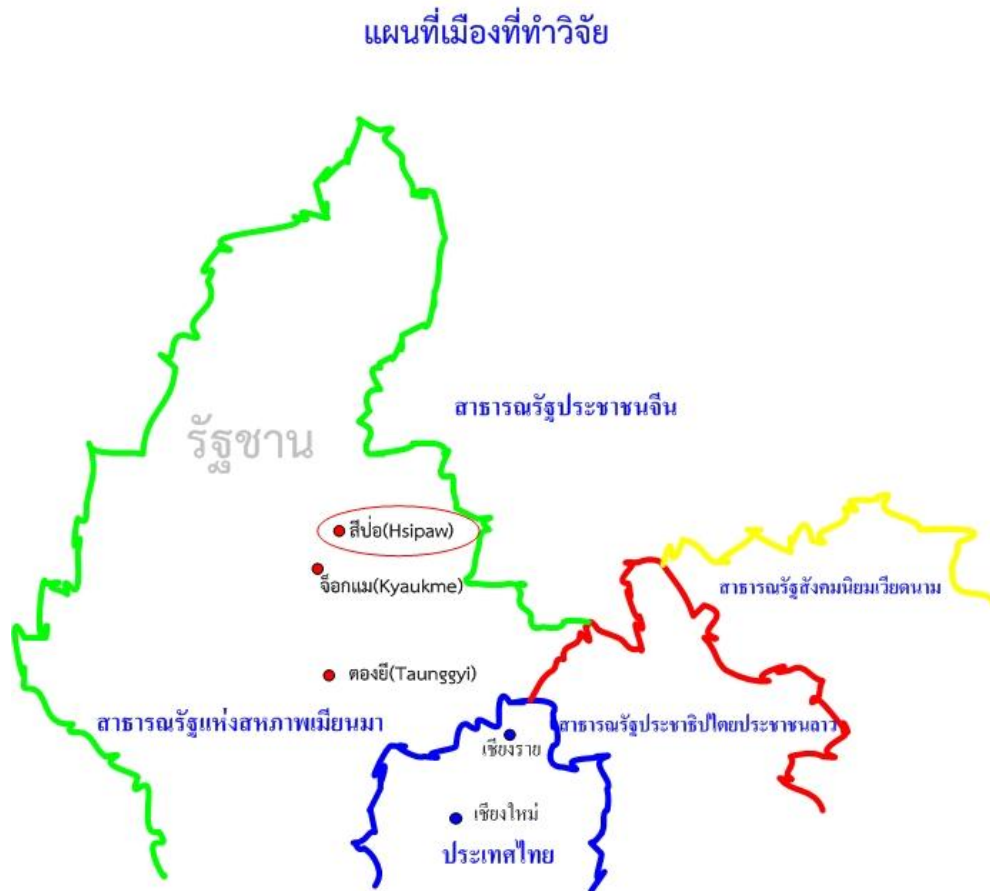 แผนที่เมืองที่ทำวิจัย
สาธารณรัฐประชาชนจีน
รัฐชาน
สีป่อ(Hsipaw)
จ็อกแม(Kyaukme)
สาธารณรัฐสังคมนิยมเวียดนาม
ตองยี(Taunggyi)
สาธารณรัฐแห่งสหภาพเมียนมา
สาธารณรัฐประชาธิปไตยประชาชนลาว
เชียงราย
เชียงใหม่
ประเทศไทย